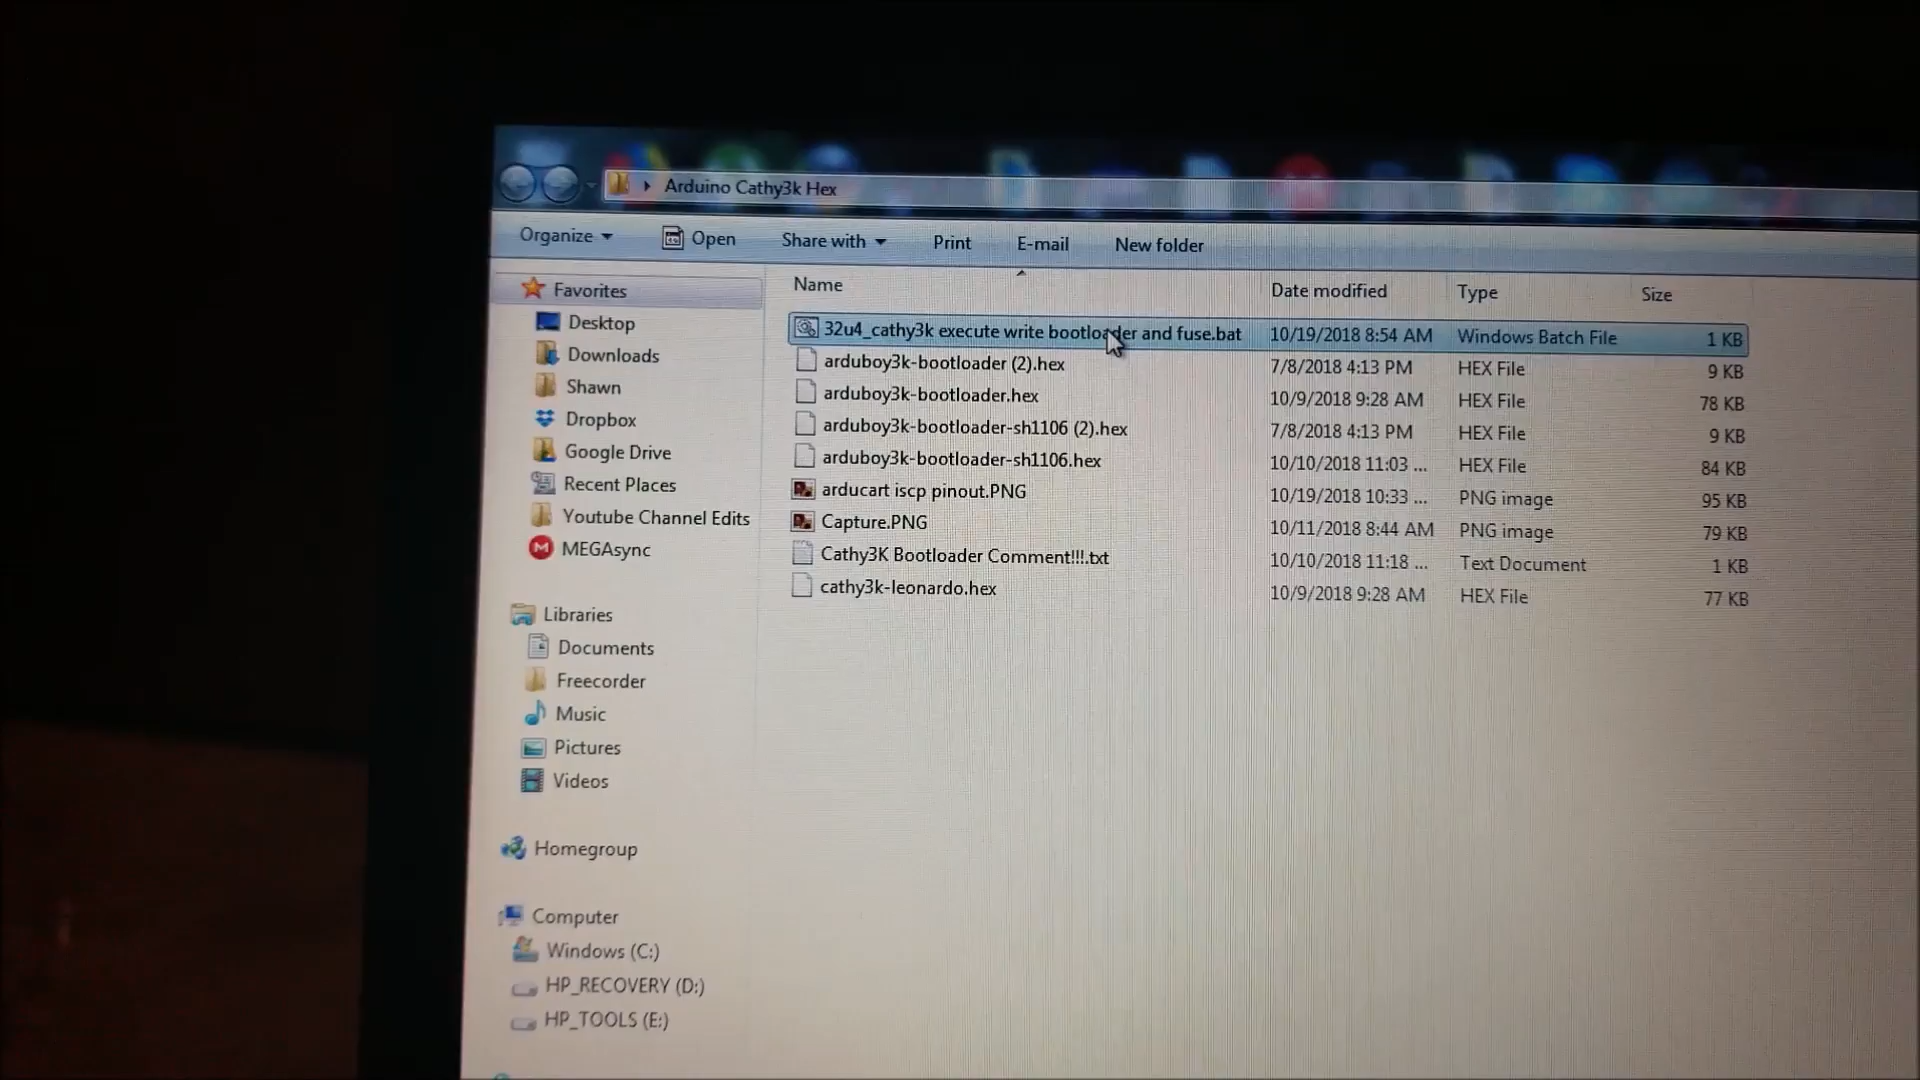 Arduino Cathy3k Hex
Organize Open Share with Print E-mail New folder
Name Date modified Type Size
Favorites
Desktop
Downloads
Shawn
Dropbox
Google Drive
Recent Places
Youtube Channel Edits
MEGAsync
Libraries
Documents
Freecorder
Music
Pictures
Videos
Homegroup
Computer
Windows (C:)
HP_RECOVERY (D:)
HP_TOOLS (E:)
32u4_cathy3k execute write bootloader and fuse.bat 10/19/2018 8:54 AM Windows Batch File 1 KB
arduboy3k-bootloader (2).hex 7/8/2018 4:13 PM HEX File 9 KB
arduboy3k-bootloader.hex 10/9/2018 9:28 AM HEX File 78 KB
arduboy3k-bootloader-sh1106 (2).hex 7/8/2018 4:13 PM HEX File 9 KB
arduboy3k-bootloader-sh1106.hex 10/10/2018 11:03 ... HEX File 84 KB
arducart iscp pinout.PNG 10/19/2018 10:33 ... PNG image 95 KB
Capture.PNG 10/11/2018 8:44 AM PNG image 79 KB
Cathy3K Bootloader Comment!!!.txt 10/10/2018 11:18 ... Text Document 1 KB
cathy3k-leonardo.hex 10/9/2018 9:28 AM HEX File 77 KB